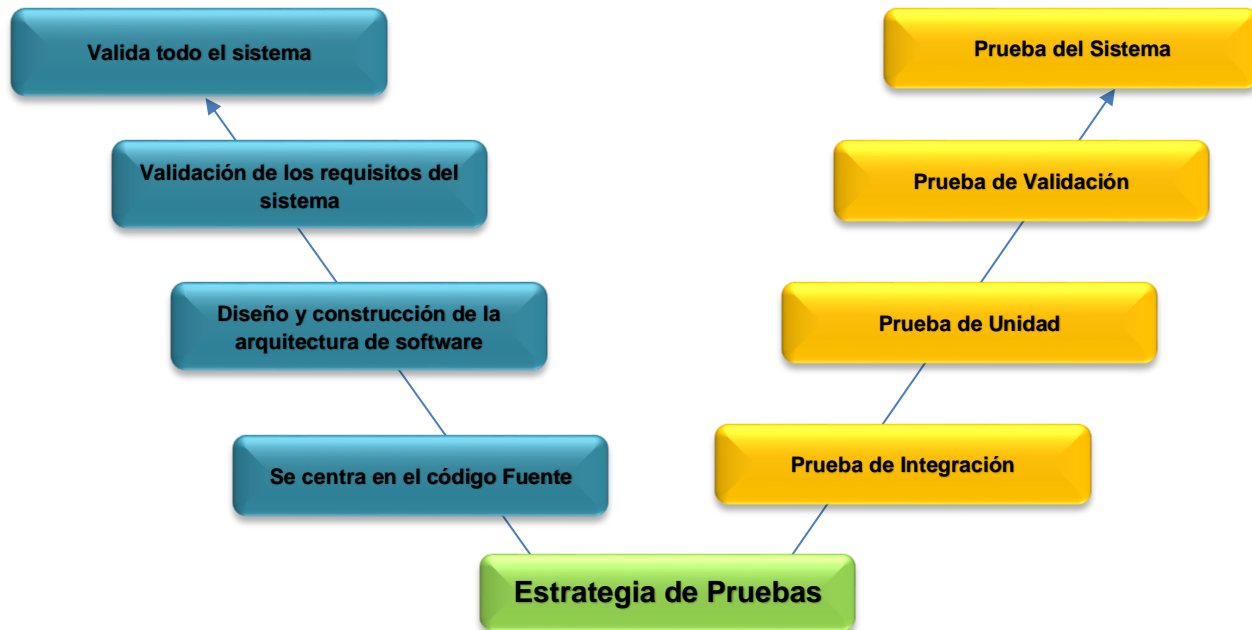 Valida todo el sistema
Prueba del Sistema
Validación de los requisitos del
sistema
Prueba de Validación
Diseño y construcción de la
arquitectura de software
Prueba de Unidad
Se centra en el código Fuente
Prueba de Integración
Estrategia de Pruebas